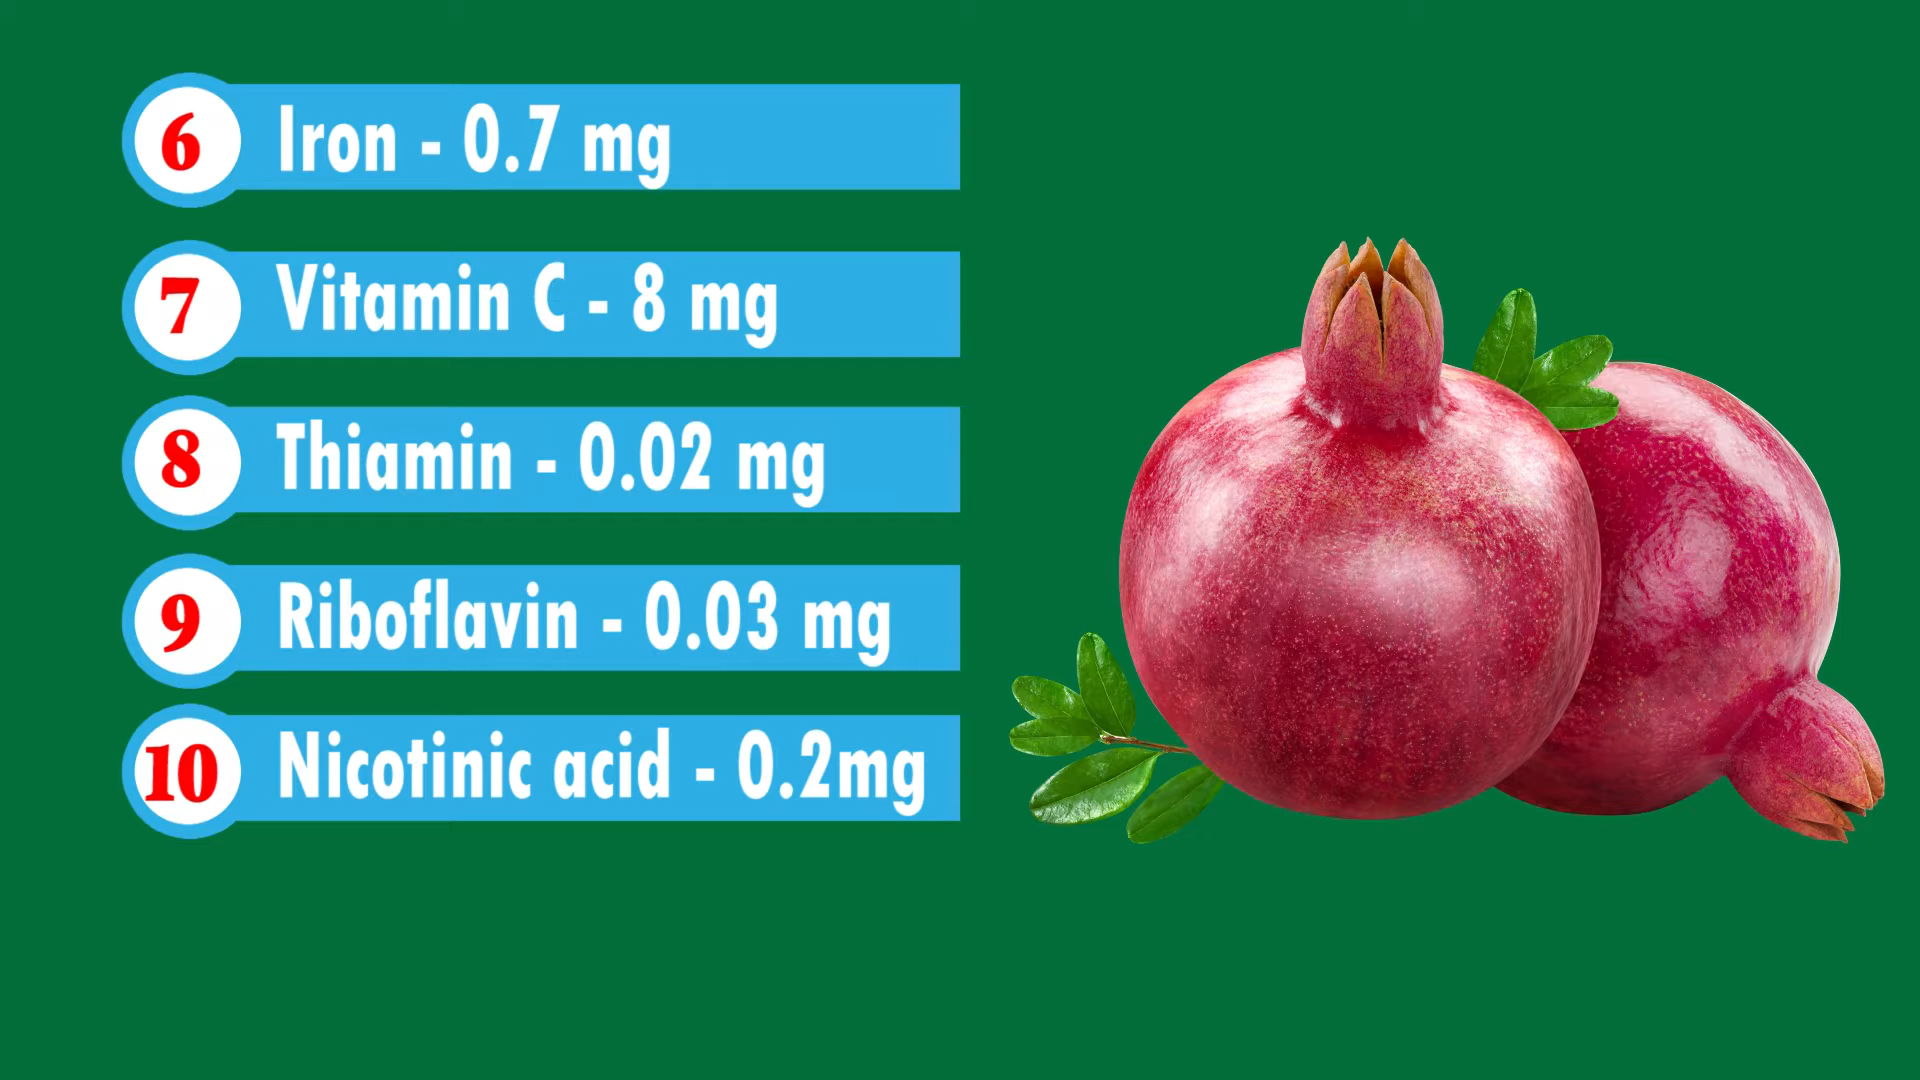 6 Iron - 0.7 mg
7 Vitamin C - 8 mg
8 Thiamin - 0.02 mg
9 Riboflavin - 0.03 mg
10 Nicotinic acid - 0.2mg